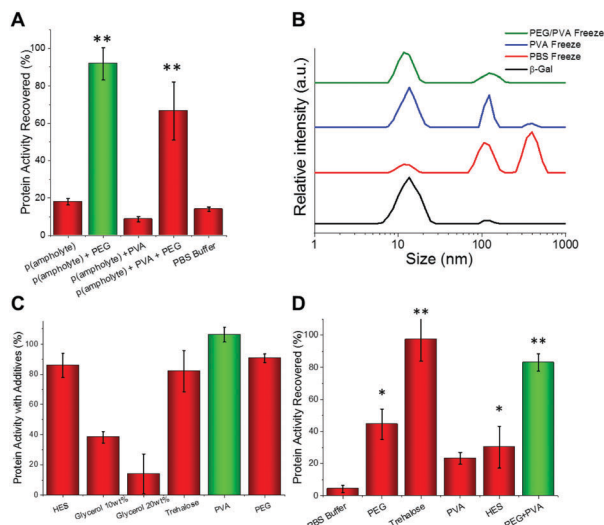 A
Protein Activity Recovered (%)
100
80
60
40
20
0
**
**
p(ampholyte)
p(ampholyte) + PEG
p(ampholyte) +PVA
p(ampholyte) + PVA + PEG
PBS Buffer
B
Relative intensity (a.u.)
PEG/PVA Freeze
PVA Freeze
PBS Freeze
β-Gal
1
10
100
1000
Size (nm)
C
Protein Activity with Additives (%)
120
100
80
60
40
20
0
HES
Glycerol 10wt%
Glycerol 20wt%
Trehalose
PVA
PEG
D
Protein Activity Recovered (%)
100
80
60
40
20
0
*
**
*
**
PBS Buffer
PEG
Trehalose
PVA
HES
PEG+PVA